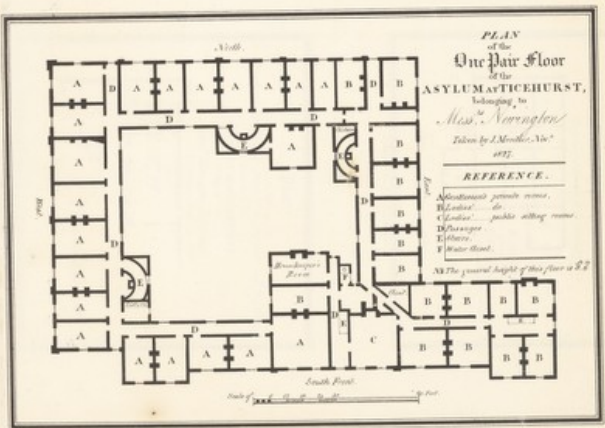 PLAN
of the
One Pair Floor
of the
ASYLUM AT TICEHURST,
belonging to
Mess.rs Newington
Taken by J. Nov.r
1827.
REFERENCE.
A Gentlemen's private rooms.
B Ladies' do
C Ladies' public sitting rooms.
D Passages
E Stairs.
F Water Closet.
NB The general height of this floor is
North.
A D A A A A A A B D B
A
D D
A E A E B
A B
West. East
A B
A D D B
A Housekeeper's Room F B
E B Closet B B B B
A D E
D D
A A A A A C B B B B
South Front.
Scale of Feet.